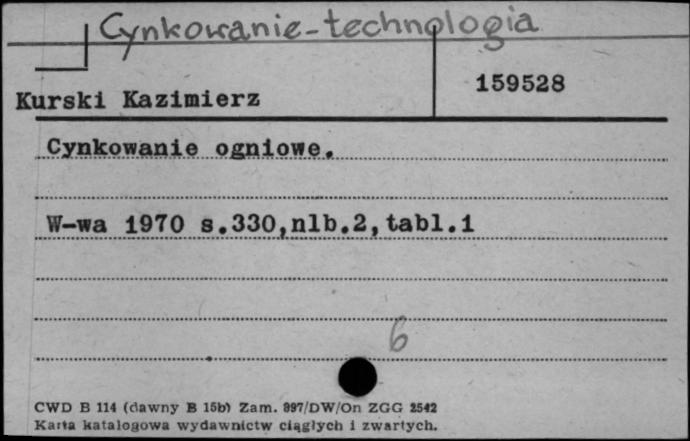 Cynkowanie-technologia
159528
Kurski Kazimierz
Cynkowanie ogniowe.
W-wa 1970 s.330,nlb.2,tabl.1
6
CWD B 114 (dawny B 15b) Zam. 897/DW/On ZGG 2542
Karta katalogowa wydawnictw ciągłych i zwartych.